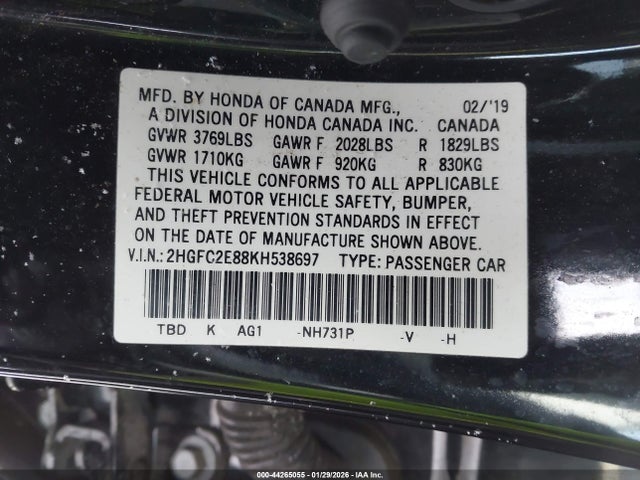 MFD. BY HONDA OF CANADA MFG., 02/'19
A DIVISION OF HONDA CANADA INC. CANADA
GVWR 3769LBS GAWR F 2028LBS R 1829LBS
GVWR 1710KG GAWR F 920KG R 830KG
THIS VEHICLE CONFORMS TO ALL APPLICABLE
FEDERAL MOTOR VEHICLE SAFETY, BUMPER,
AND THEFT PREVENTION STANDARDS IN EFFECT
ON THE DATE OF MANUFACTURE SHOWN ABOVE.
V.I.N.: 2HGFC2E88KH538697 TYPE: PASSENGER CAR
TBD K AG1 -NH731P -V -H
000-44265055 | 01/29/2026 | IAA Inc.